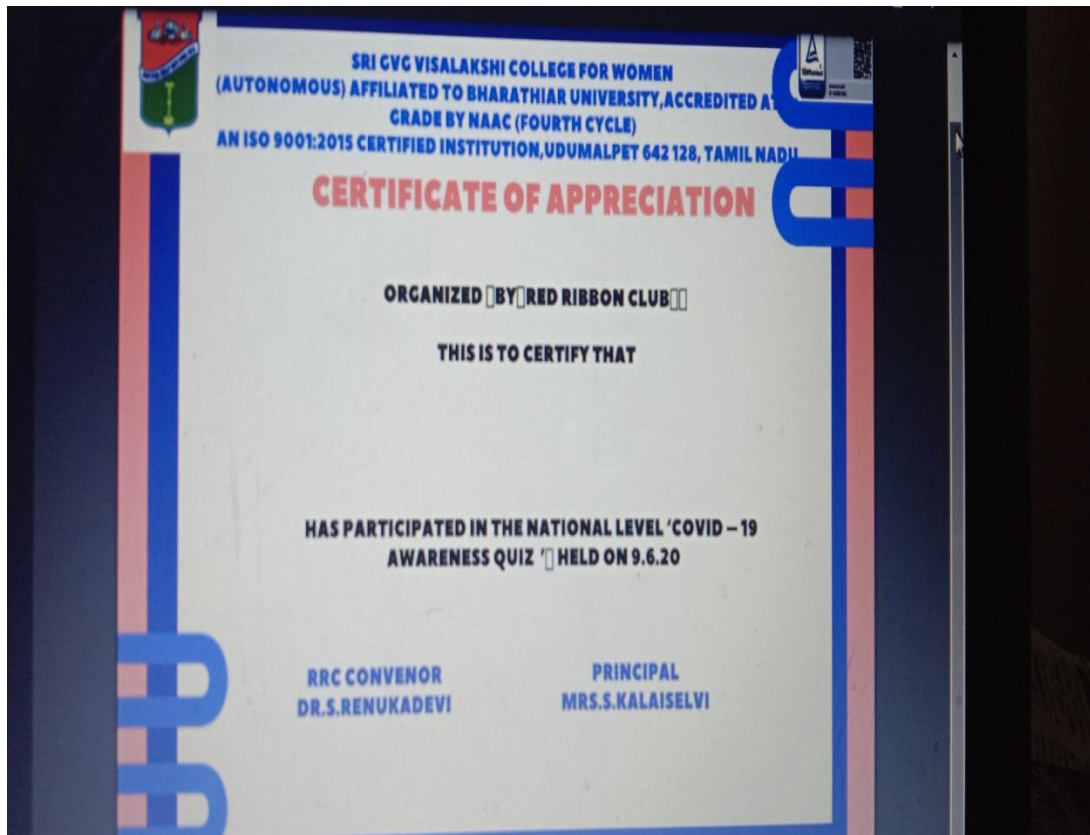 SRI GVG VISALAKSHI COLLEGE FOR WOMEN
(AUTONOMOUS) AFFILIATED TO BHARATHIAR UNIVERSITY,ACCREDITED
GRADE BY NAAC (FOURTH CYCLE)
AN ISO 9001:2015 CERTIFIED INSTITUTION,UDUMALPET 642 128, TAMIL NADU
CERTIFICATE OF APPRECIATION
ORGANIZED ▯BY▯RED RIBBON CLUB▯▯
THIS IS TO CERTIFY THAT
HAS PARTICIPATED IN THE NATIONAL LEVEL ‘COVID – 19
AWARENESS QUIZ ’▯ HELD ON 9.6.20
RRC CONVENOR
DR.S.RENUKADEVI
PRINCIPAL
MRS.S.KALAISELVI